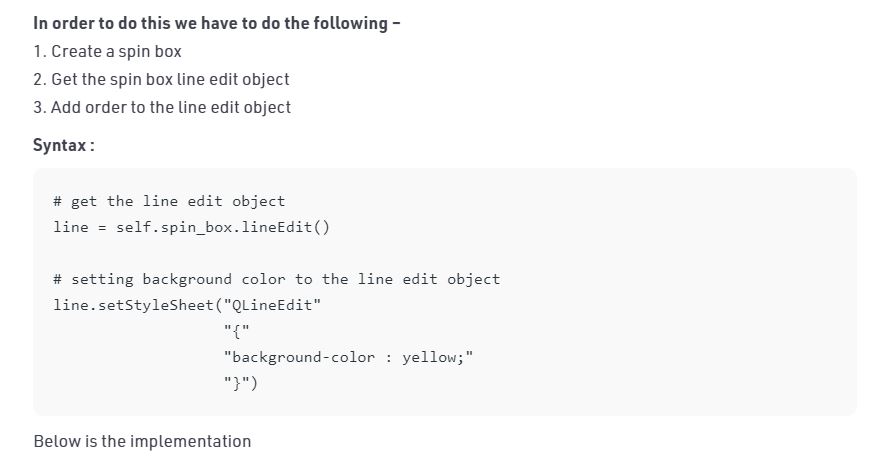 In order to do this we have to do the following –
1. Create a spin box
2. Get the spin box line edit object
3. Add order to the line edit object
Syntax :
# get the line edit object
line = self.spin_box.lineEdit()
# setting background color to the line edit object
line.setStyleSheet("QLineEdit"
"{"
"background-color : yellow;"
"}")
Below is the implementation